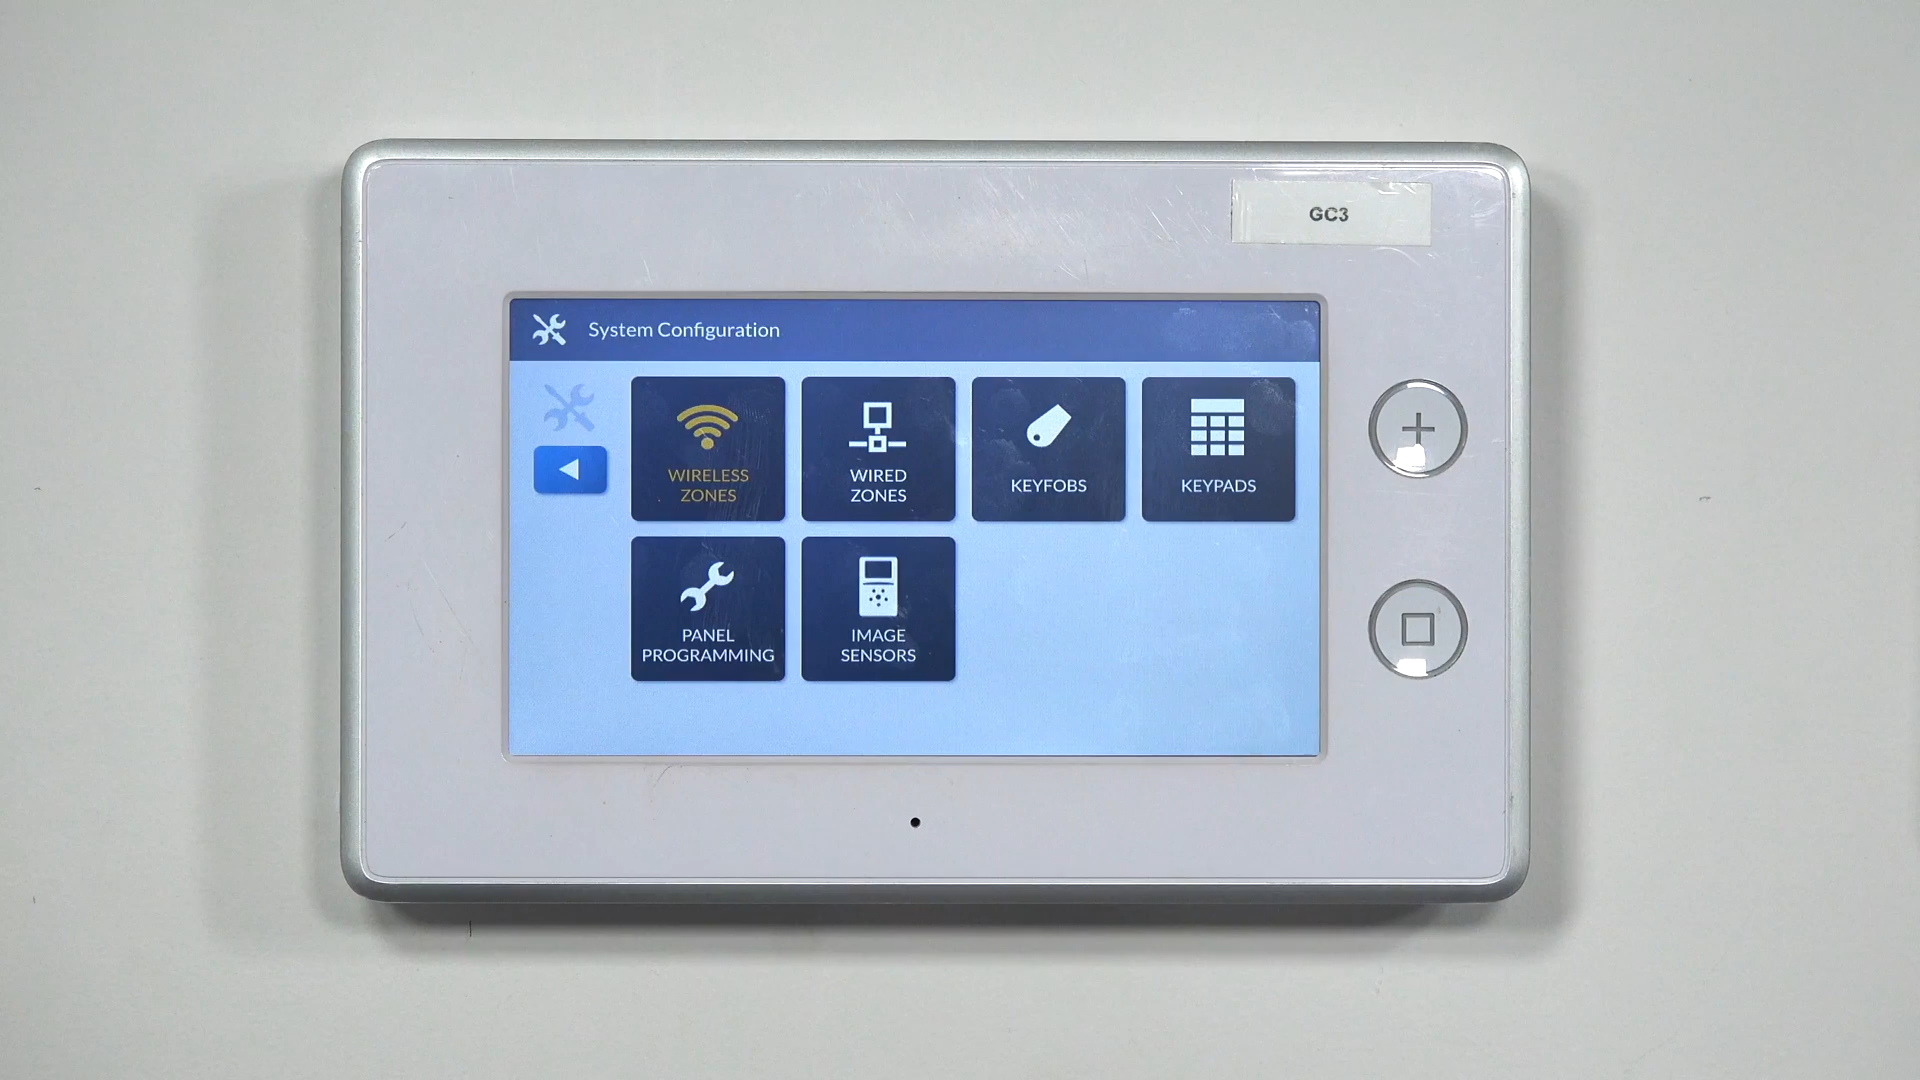 GC3
System Configuration
WIRELESS
ZONES
WIRED
ZONES
KEYFOBS
KEYPADS
PANEL
PROGRAMMING
IMAGE
SENSORS